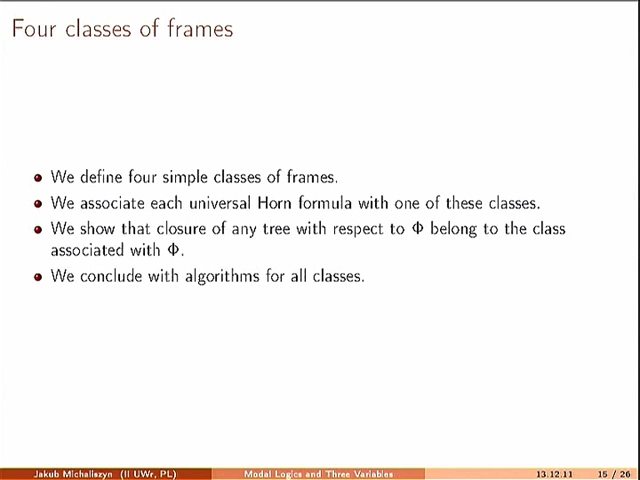 Four classes of frames
We define four simple classes of frames.
We associate each universal Horn formula with one of these classes.
We show that closure of any tree with respect to Φ belong to the class
associated with Φ.
We conclude with algorithms for all classes.
Jakub Michaliszyn (II UWr, PL) Modal Logics and Three Variables 13.12.11 15 / 26